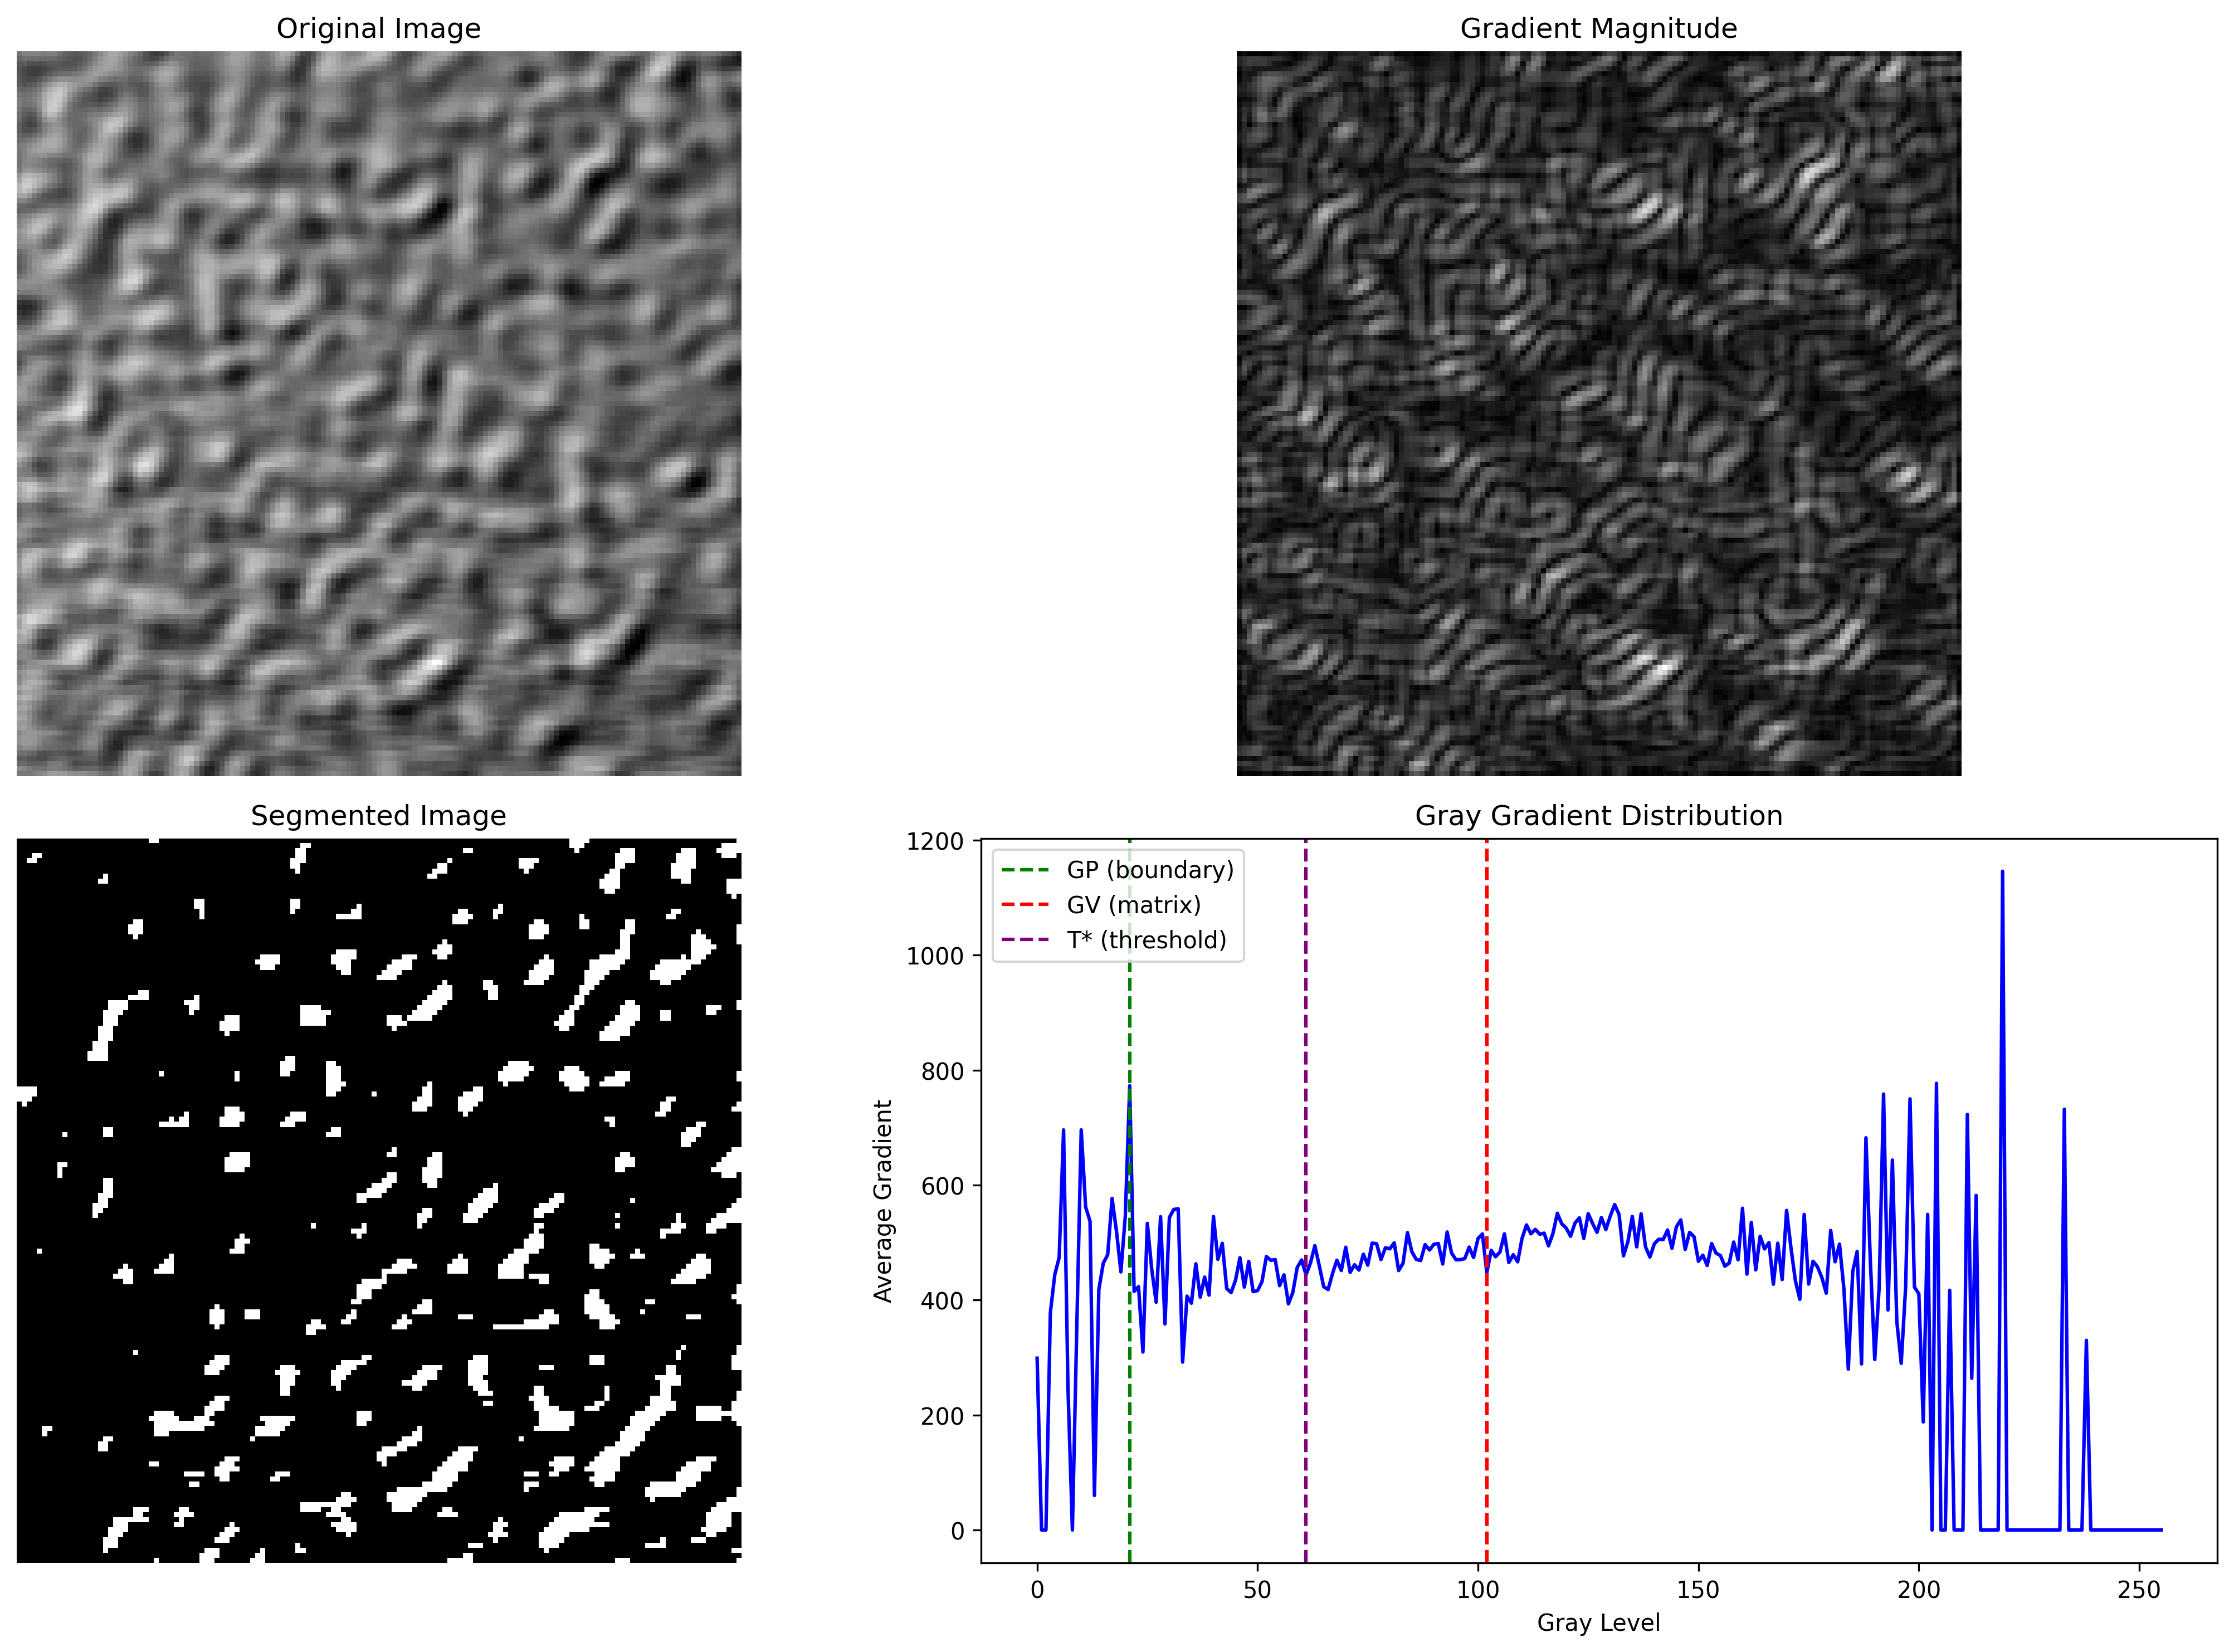 Original Image
Gradient Magnitude
Segmented Image
Gray Gradient Distribution
GP (boundary)
GV (matrix)
T* (threshold)
1200
1000
800
600
400
200
0
Average Gradient
0 50 100 150 200 250
Gray Level